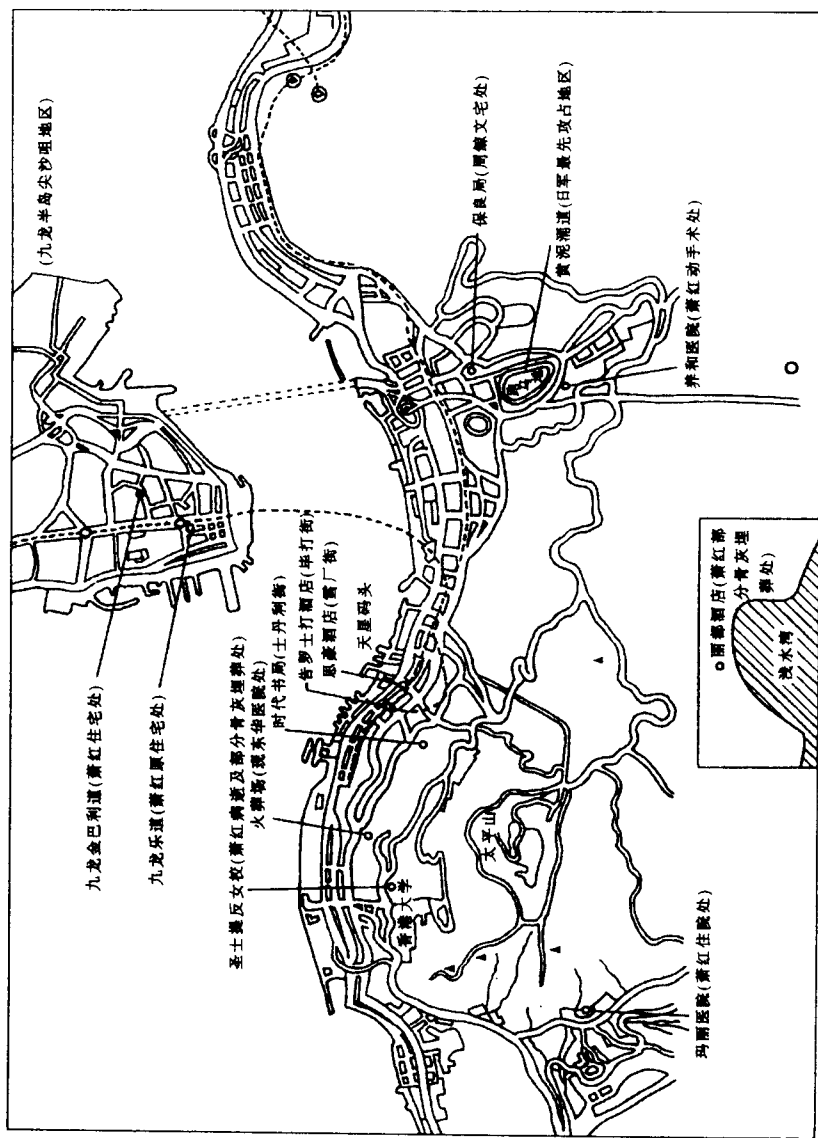 (九龙半岛尖沙咀地区)
九龙金巴利道(萧红住宅处)
九龙乐道(萧红原住宅处)
圣士提反女校(萧红病逝及部分骨灰埋葬处)
火葬场(现东华医院处)
时代书局(士丹利街)
告罗士打酒店(毕打街)
思豪酒店(雪厂街)
天星码头
保良局(周鲸文宅处)
黄泥涌道(日军最先攻占地区)
养和医院(萧红动手术处)
香港大学
太平山
玛丽医院(萧红住院处)
丽都酒店(萧红部
分骨灰埋
葬处)
浅水湾